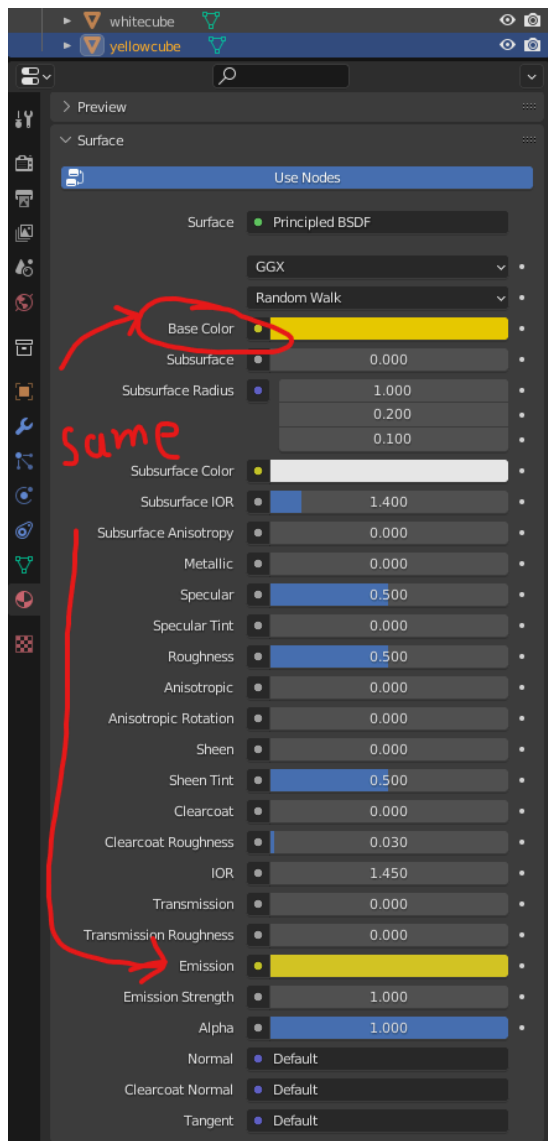 whitecube
yellowcube
Preview
Surface
Use Nodes
Surface Principled BSDF
GGX
Random Walk
Base Color
Subsurface 0.000
Subsurface Radius 1.000
0.200
same
0.100
Subsurface Color
Subsurface IOR 1.400
Subsurface Anisotropy 0.000
Metallic 0.000
Specular 0.500
Specular Tint 0.000
Roughness 0.500
Anisotropic 0.000
Anisotropic Rotation 0.000
Sheen 0.000
Sheen Tint 0.500
Clearcoat 0.000
Clearcoat Roughness 0.030
IOR 1.450
Transmission 0.000
Transmission Roughness 0.000
Emission
Emission Strength 1.000
Alpha 1.000
Normal Default
Clearcoat Normal Default
Tangent Default